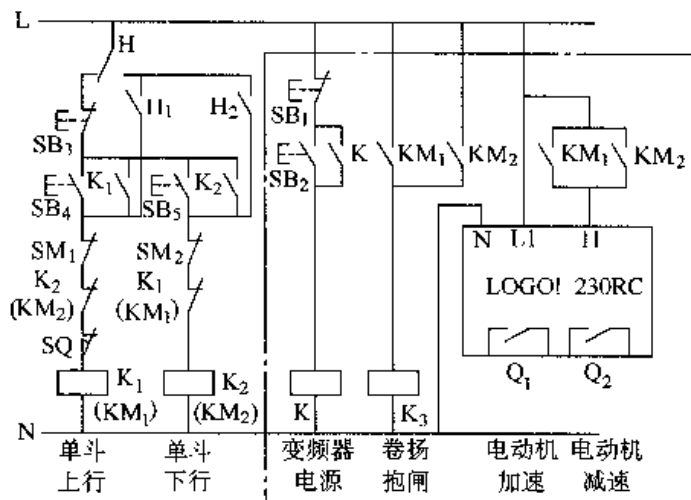 L
H
H₁
H₂
SB₃
SB₁
K₁
K₂
K
KM₁
KM₂
KM₁
KM₂
SB₄
SB₅
SB₂
SM₁
SM₂
N
L1
I1
K₂
(KM₂)
K₁
(KM₁)
LOGO! 230RC
SQ
Q₁
Q₂
K₁
(KM₁)
K₂
(KM₂)
K
K₃
N
单斗
上行
单斗
下行
变频器
电源
卷扬
抱闸
电动机
加速
电动机
减速